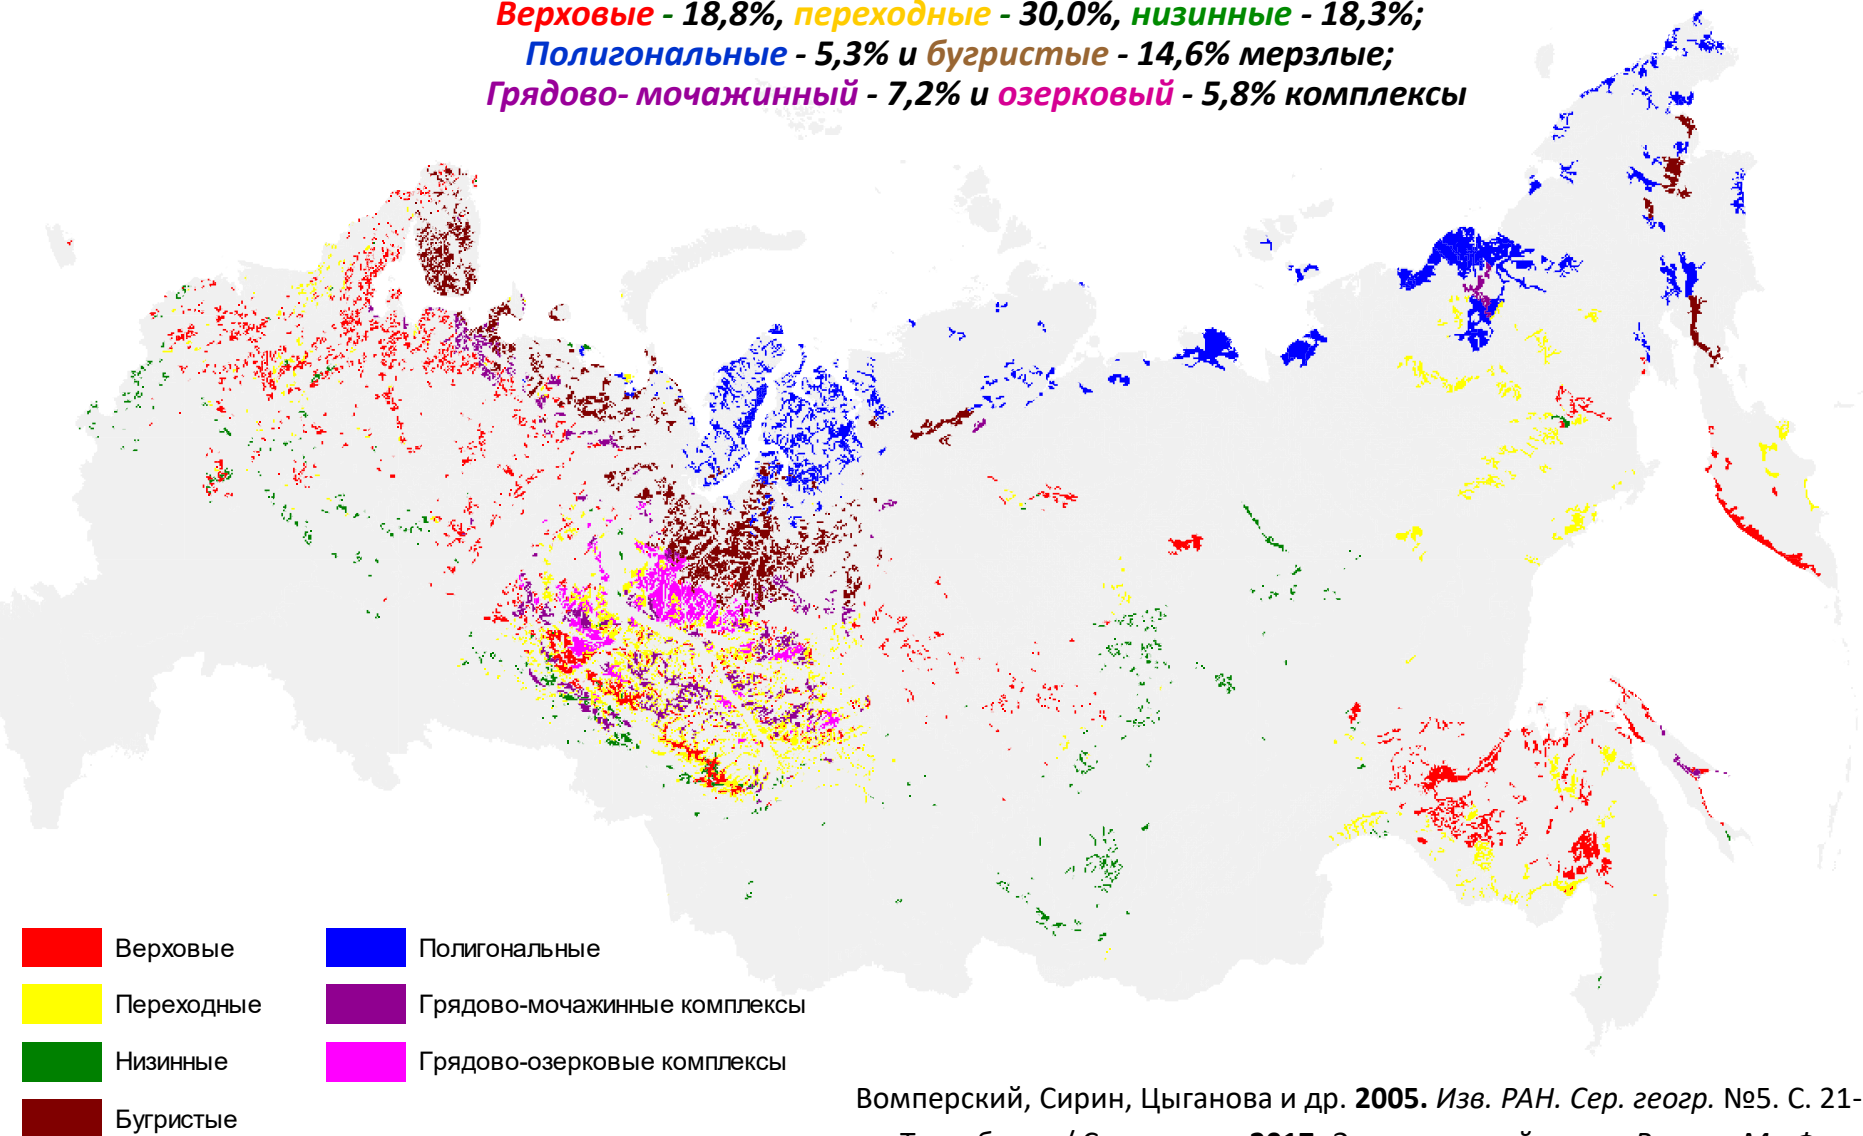 Верховые - 18,8%, переходные - 30,0%, низинные - 18,3%;
Полигональные - 5,3% и бугристые - 14,6% мерзлые;
Грядово- мочажинный - 7,2% и озерковый - 5,8% комплексы
Верховые
Переходные
Низинные
Бугристые
Полигональные
Грядово-мочажинные комплексы
Грядово-озерковые комплексы
Вомперский, Сирин, Цыганова и др. 2005. Изв. РАН. Сер. геогр. №5. С. 21-
2017.